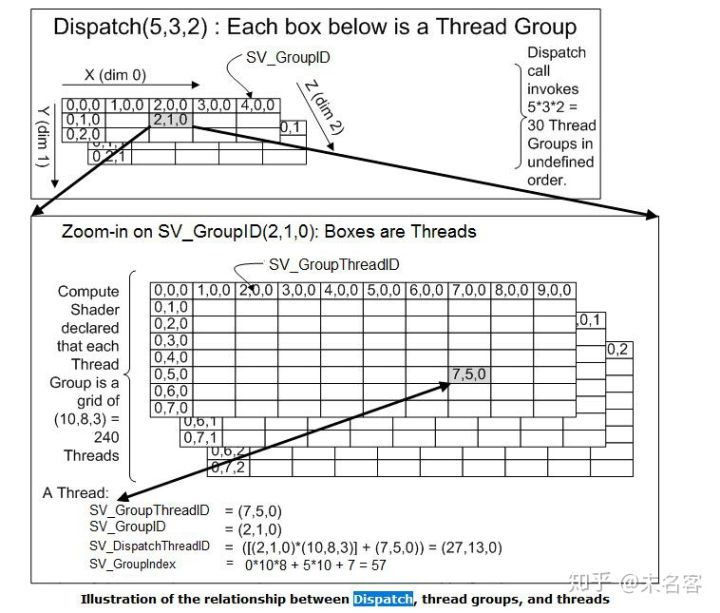 Dispatch(5,3,2) : Each box below is a Thread Group
X (dim 0)
SV_GroupID
Z (dim 2)
Y (dim 1)
0,0,0 1,0,0 2,0,0 3,0,0 4,0,0
0,1,0 2,1,0 0,1
0,2,0
0,2,1
Dispatch
call
invokes
5*3*2 =
30 Thread
Groups in
undefined
order.
Zoom-in on SV_GroupID(2,1,0): Boxes are Threads
SV_GroupThreadID
Compute
Shader
declared
that each
Thread
Group is a
grid of
(10,8,3) =
240
Threads
0,0,0 1,0,0 2,0,0 3,0,0 4,0,0 5,0,0 6,0,0 7,0,0 8,0,0 9,0,0
0,1,0
0,2,0 ,0,1
0,3,0
0,4,0 0,2
0,5,0 7,5,0
0,6,0
0,7,0
0,6,1
0,7,1
0,6,2
0,7,2
A Thread:
SV_GroupThreadID = (7,5,0)
SV_GroupID = (2,1,0)
SV_DispatchThreadID = ([(2,1,0)*(10,8,3)] + (7,5,0)) = (27,13,0)
SV_GroupIndex = 0*10*8 + 5*10 + 7 = 57
知乎 @未名客
Illustration of the relationship between Dispatch, thread groups, and threads